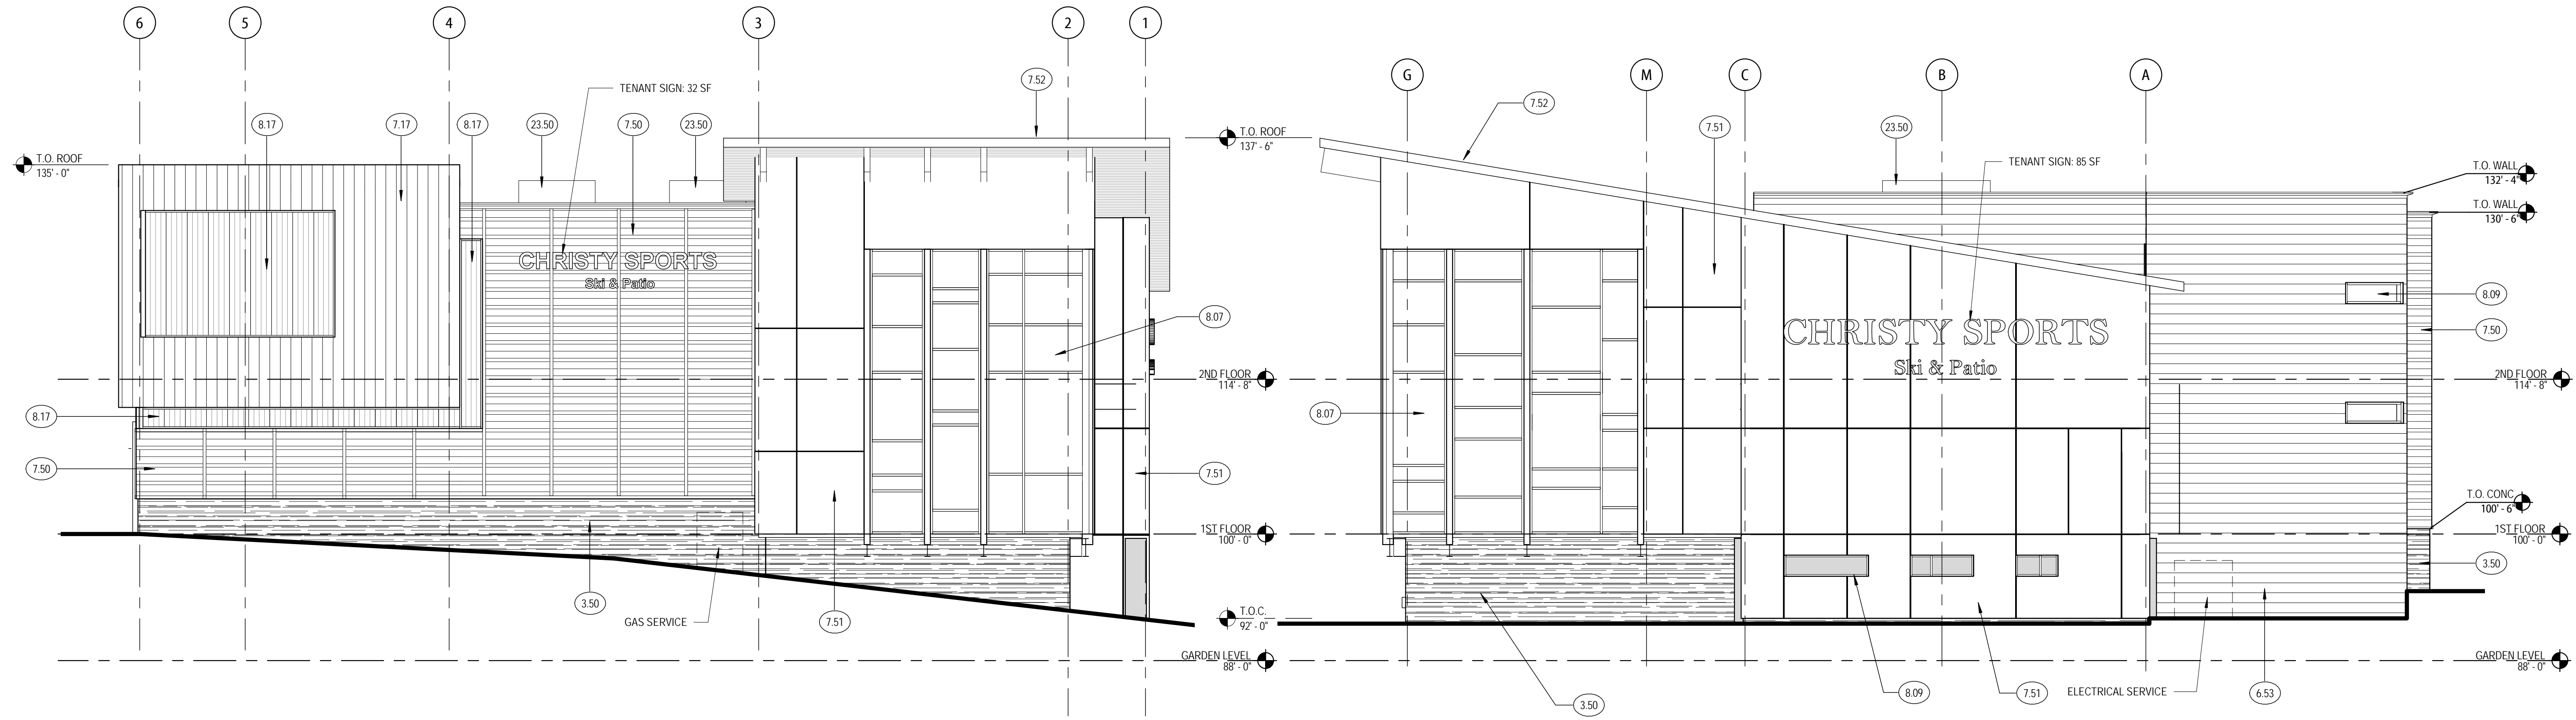 6
5
4
3
2
1
G
M
C
B
A
7.52
TENANT SIGN: 32 SF
7.52
8.17
7.17
8.17
23.50
7.50
23.50
7.51
23.50
T.O. ROOF
135' - 0"
T.O. ROOF
137' - 6"
TENANT SIGN: 85 SF
T.O. WALL
132' - 4"
T.O. WALL
130' - 6"
CHRISTY SPORTS
Ski & Patio
8.07
8.09
CHRISTY SPORTS
Ski & Patio
7.50
2ND FLOOR
114' - 8"
2ND FLOOR
114' - 8"
8.17
8.07
7.50
7.51
T.O. CONC
100' - 6"
1ST FLOOR
100' - 0"
1ST FLOOR
100' - 0"
3.50
3.50
GAS SERVICE
7.51
T.O.C.
92' - 0"
GARDEN LEVEL
88' - 0"
GARDEN LEVEL
88' - 0"
3.50
8.09
7.51
ELECTRICAL SERVICE
6.53